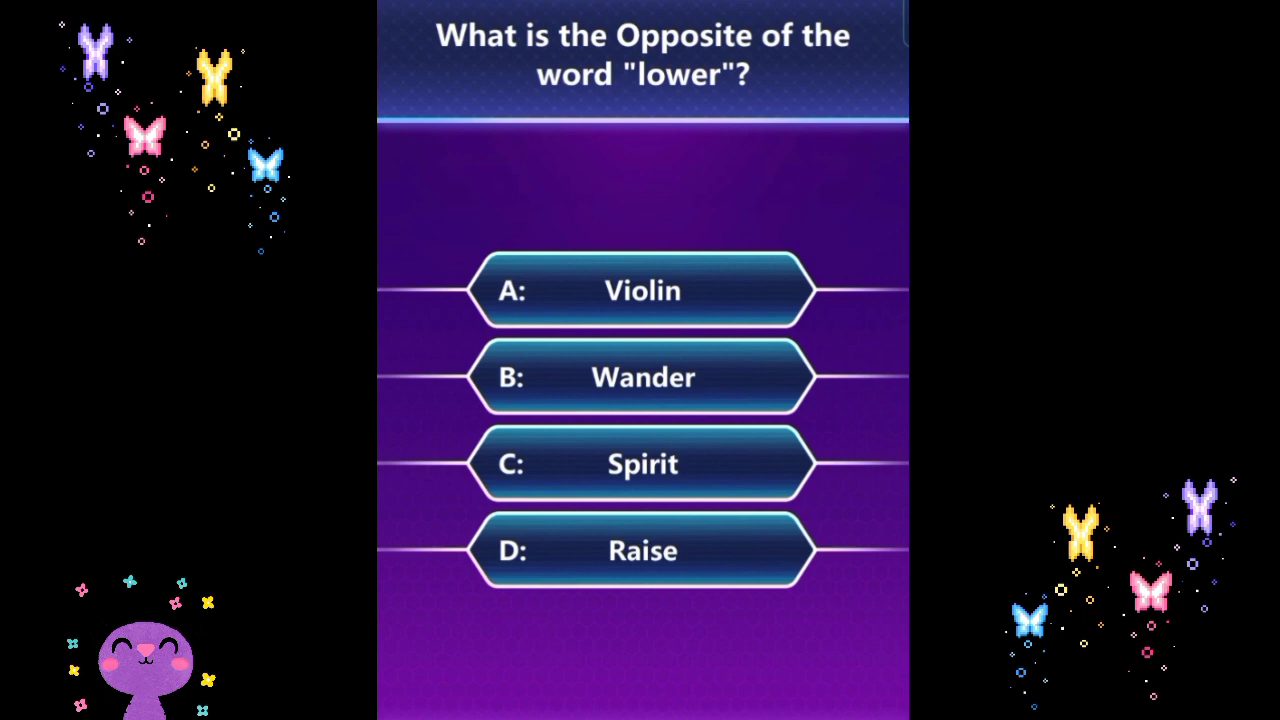 What is the Opposite of the
word "lower"?
A: Violin
B: Wander
C: Spirit
D: Raise